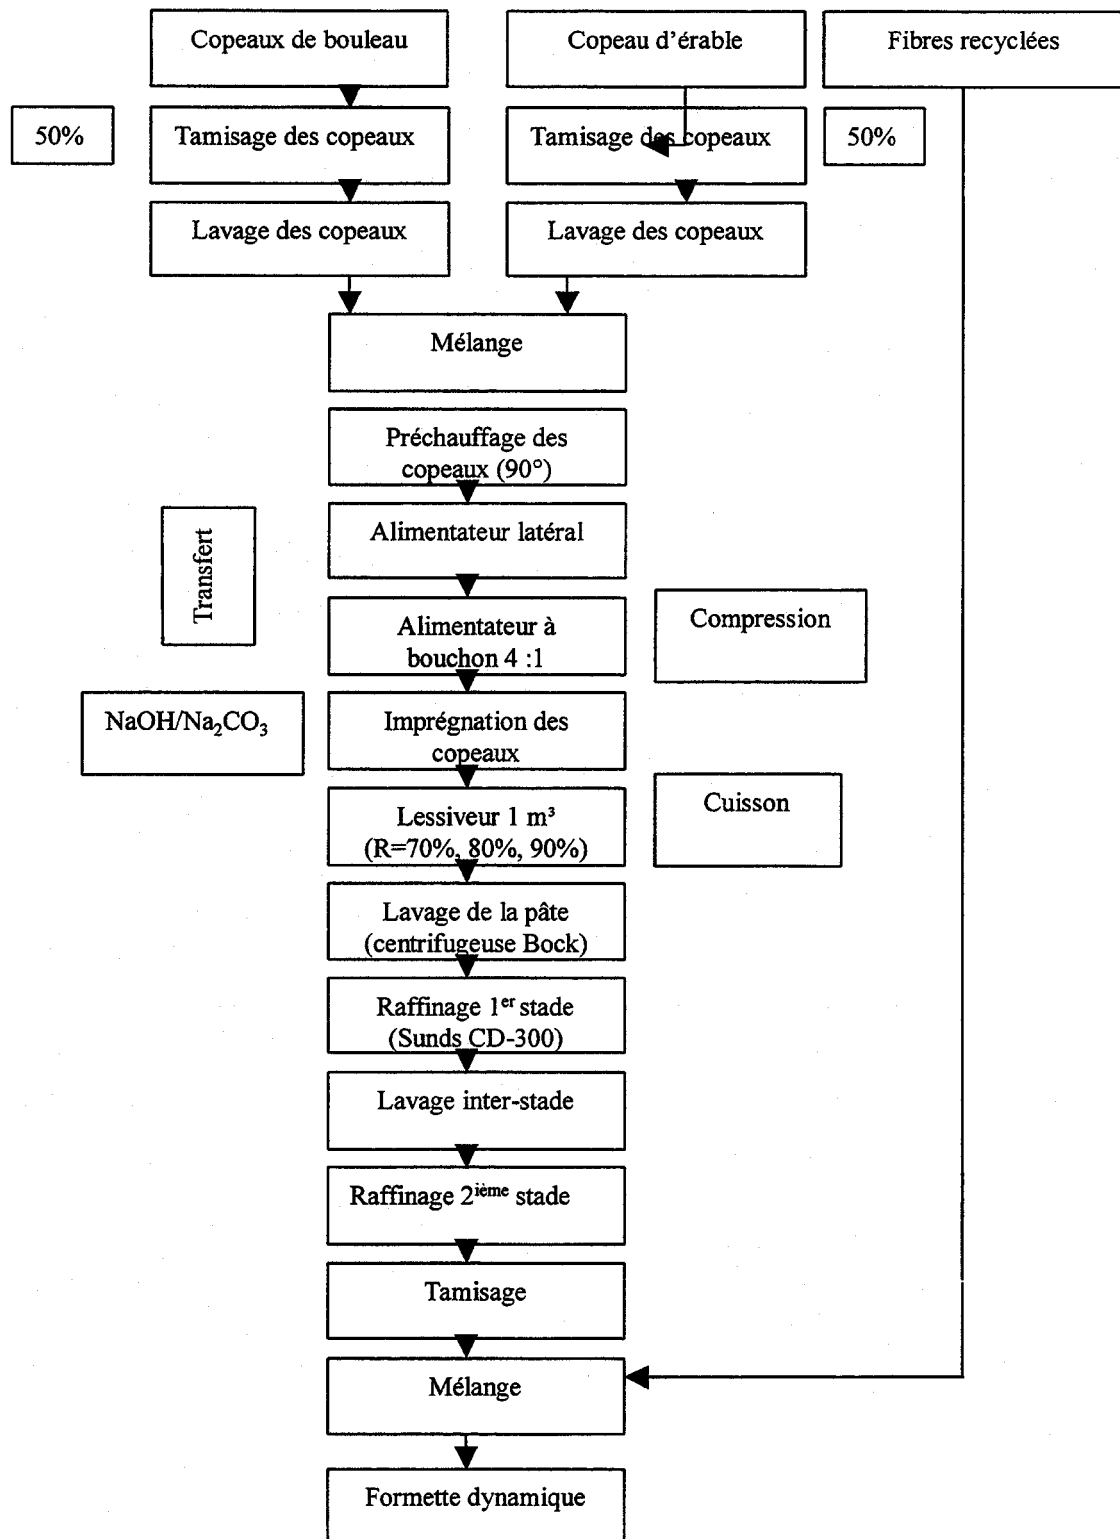 Copeaux de bouleau
Copeau d'érable
Fibres recyclées
50%
Tamisage des copeaux
Tamisage des copeaux
50%
Lavage des copeaux
Lavage des copeaux
Mélange
Préchauffage des
copeaux (90°)
Transfert
Alimentateur latéral
Alimentateur à
bouchon 4 :1
Compression
NaOH/Na₂CO₃
Imprégnation des
copeaux
Lessiveur 1 m³
(R=70%, 80%, 90%)
Cuisson
Lavage de la pâte
(centrifugeuse Bock)
Raffinage 1er stade
(Sunds CD-300)
Lavage inter-stade
Raffinage 2ième stade
Tamisage
Mélange
Formette dynamique